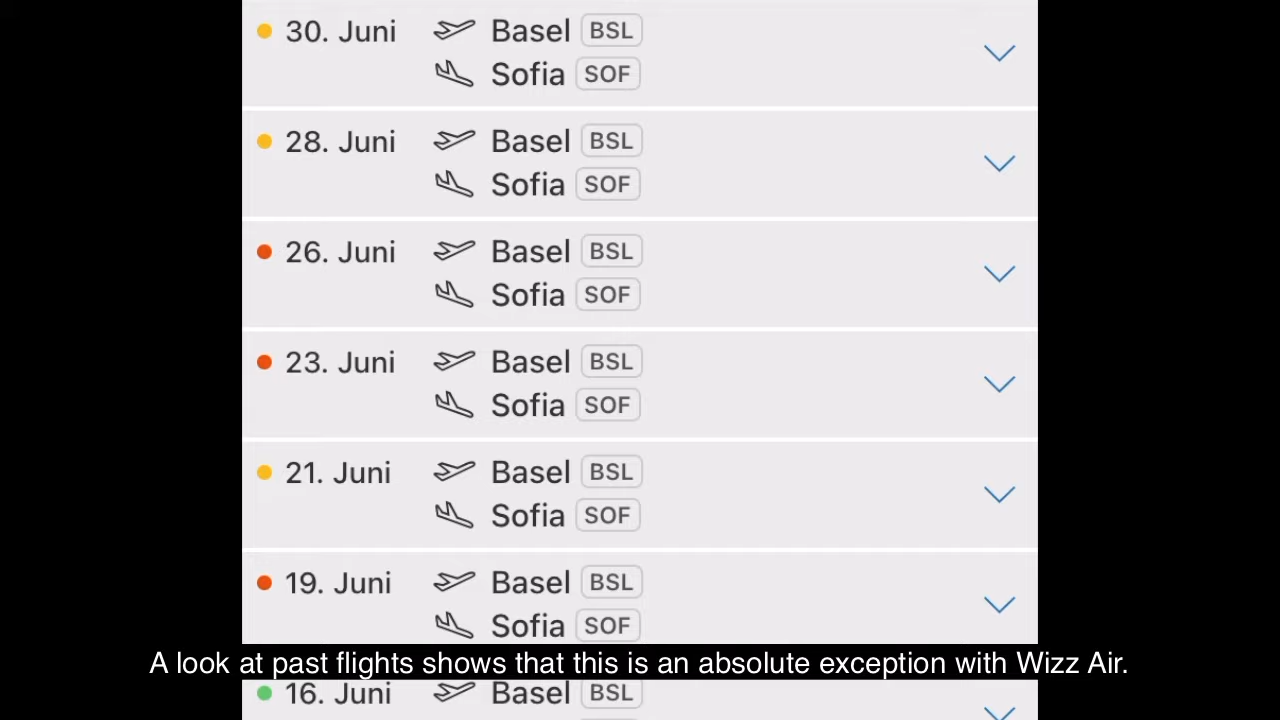 30. Juni Basel BSL
Sofia SOF
28. Juni Basel BSL
Sofia SOF
26. Juni Basel BSL
Sofia SOF
23. Juni Basel BSL
Sofia SOF
21. Juni Basel BSL
Sofia SOF
19. Juni Basel BSL
Sofia SOF
A look at past flights shows that this is an absolute exception with Wizz Air.
16. Juni Basel BSL